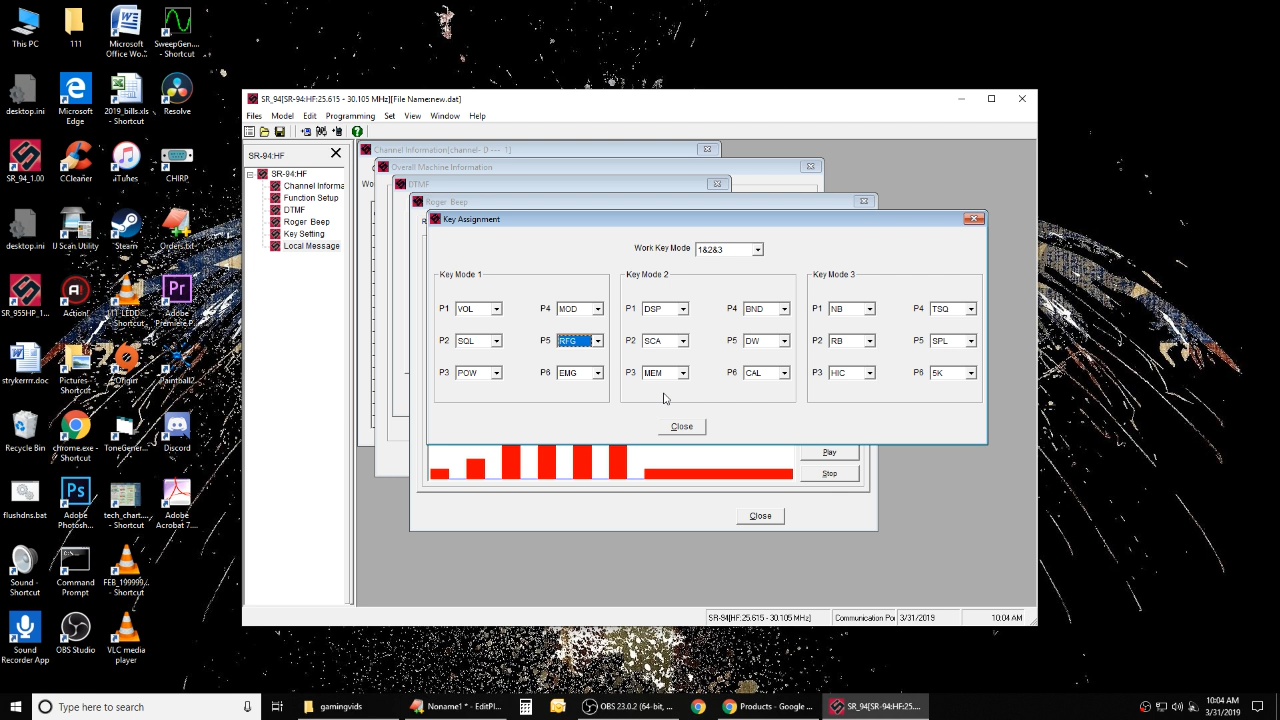 This PC
111
Microsoft
Office Wo...
SweepGen....
- Shortcut
desktop.ini
Microsoft
Edge
2019_bills.xls
- Shortcut
Resolve
SR_94_1.00
CCleaner
iTunes
CHIRP
desktop.ini
IJ Scan Utility
Steam
Orders.txt
SR_955HP_1...
Action!
11-LEDD...
- Shortcut
Adobe
Premiere P...
strykerrr.doc
Pictures -
Shortcut
Origin
Paintball2
Recycle Bin
chrome.exe -
Shortcut
ToneGener...
Discord
flushdns.bat
Adobe
Photosh...
tech_chart....
- Shortcut
Adobe
Acrobat 7....
Sound -
Shortcut
Command
Prompt
FEB_199999...
- Shortcut
Sound
Recorder App
OBS Studio
VLC media
player
SR_94[SR-94:HF:25.615 - 30.105 MHz][File Name:new.dat]
Files Model Edit Programming Set View Window Help
SR-94:HF
SR-94:HF
Channel Informa
Function Setup
DTMF
Roger Beep
Key Setting
Local Message
Channel Information[channel- D ---- 1]
Overall Machine Information
DTMF
Roger Beep
Key Assignment
Work Key Mode 1&2&3
Key Mode 1
P1 VOL P4 MOD
P2 SQL P5 RFG
P3 POW P6 EMG
Key Mode 2
P1 DSP P4 BND
P2 SCA P5 DW
P3 MEM P6 CAL
Key Mode 3
P1 NB P4 TSQ
P2 RB P5 SPL
P3 HIC P6 5K
Close
Play
Stop
Close
SR-94[HF:25.615 - 30.105 MHz] Communication Po 3/31/2019 10:04 AM
Type here to search
gamingvids
Noname1 * - EditPl...
OBS 23.0.2 (64-bit, ...
Products - Google ...
SR_94[SR-94:HF:25....
10:04 AM
3/31/2019